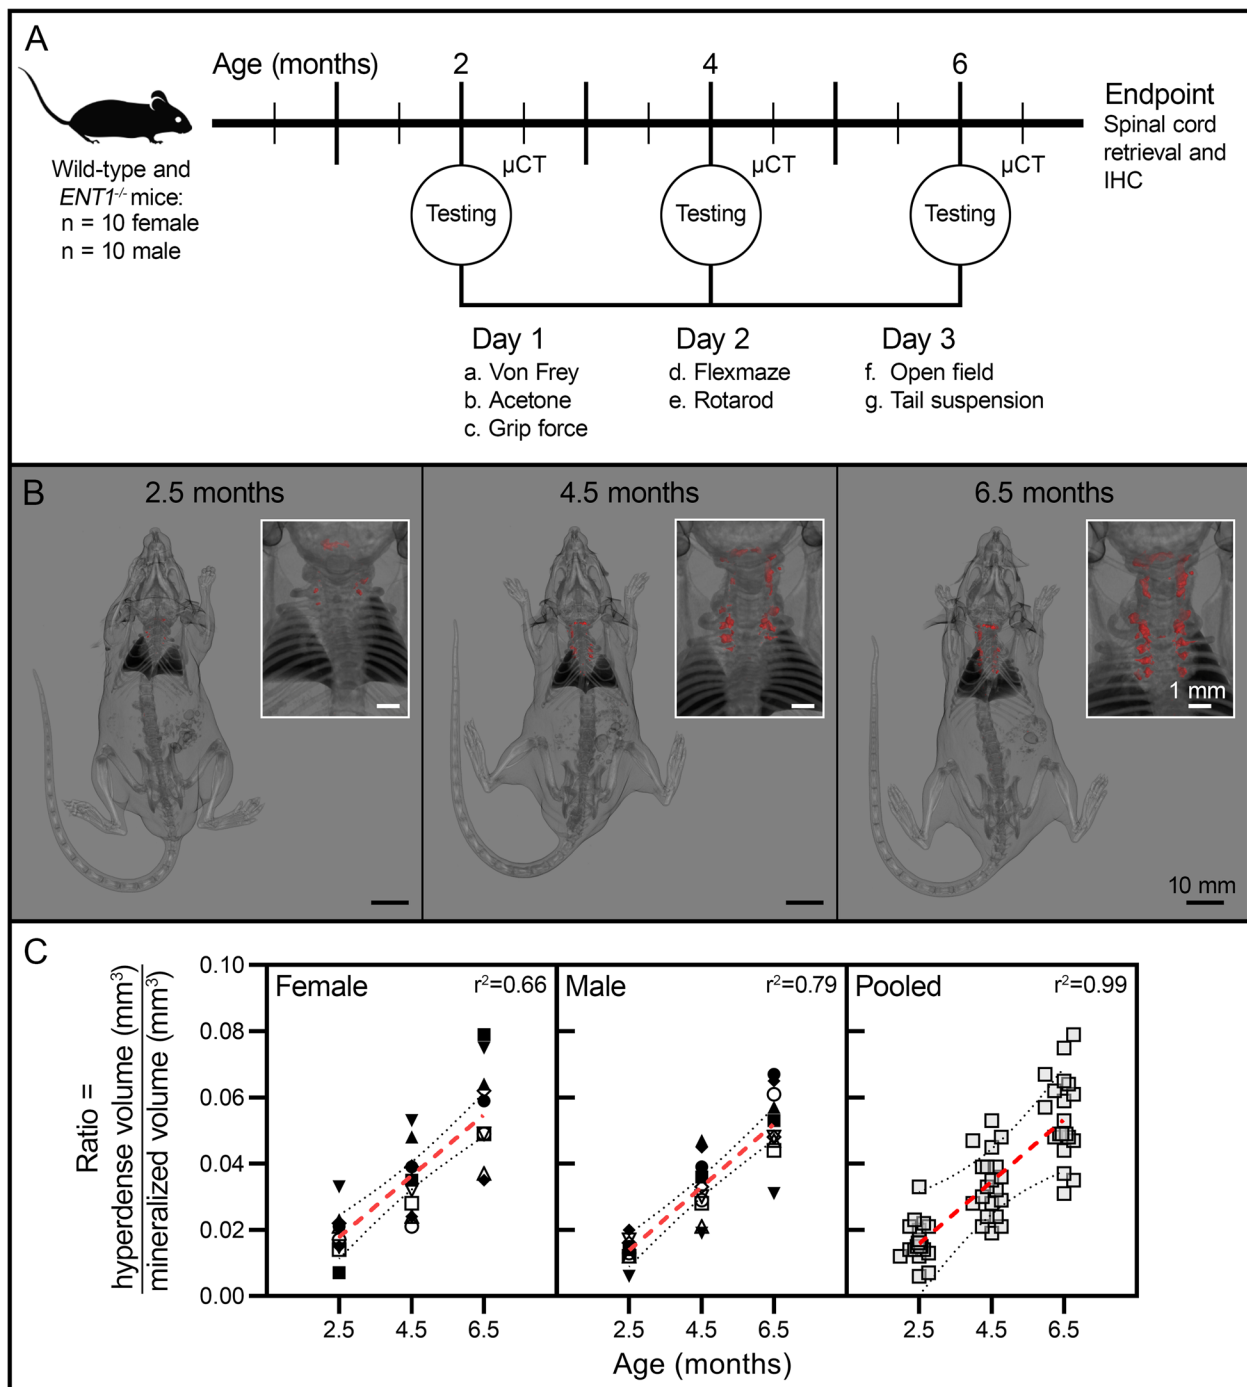 A
Age (months)
2
4
6
Wild-type and
ENT1-/- mice:
n = 10 female
n = 10 male
µCT
µCT
µCT
Testing
Testing
Testing
Endpoint
Spinal cord
retrieval and
IHC
Day 1
a. Von Frey
b. Acetone
c. Grip force
Day 2
d. Flexmaze
e. Rotarod
Day 3
f. Open field
g. Tail suspension
B
2.5 months
4.5 months
6.5 months
1 mm
10 mm
C
Ratio =
hyperdense volume (mm³)
mineralized volume (mm³)
0.10
0.08
0.06
0.04
0.02
0.00
Female
r²=0.66
Male
r²=0.79
Pooled
r²=0.99
2.5 4.5 6.5
2.5 4.5 6.5
2.5 4.5 6.5
Age (months)